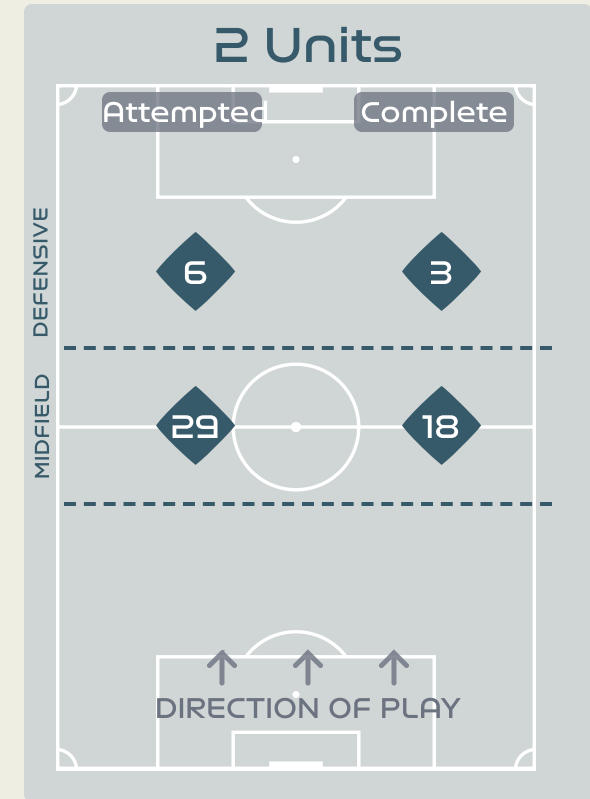 2 Units
Attempted Complete
DEFENSIVE
6 3
MIDFIELD
29 18
DIRECTION OF PLAY